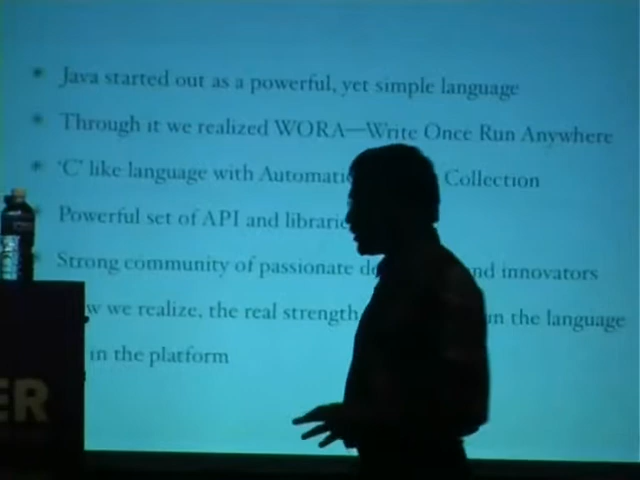 Java started out as a powerful, yet simple language
Through it we realized WORA—Write Once Run Anywhere
'C' like language with Automati Collection
Powerful set of API and librarie
Strong community of passionate d nd innovators
w we realize, the real strength n the language
in the platform
ER